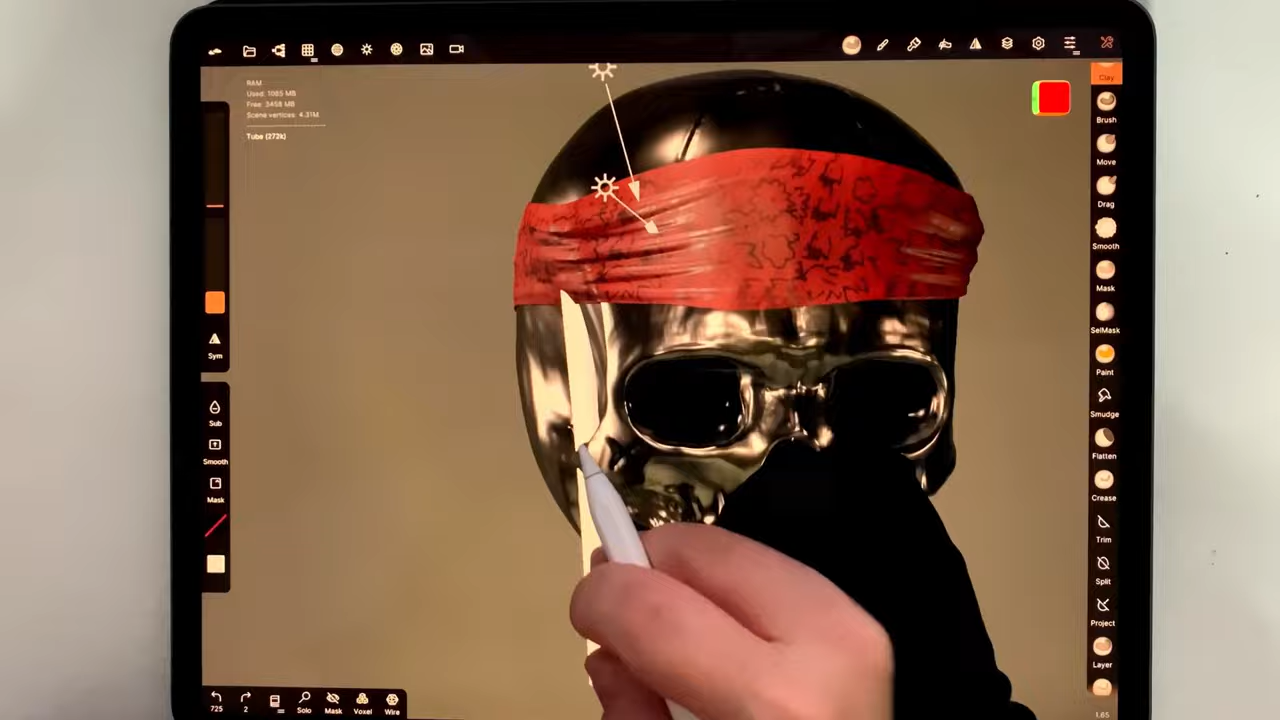 RAM
Used: 1085 MB
Free: 3458 MB
Scene vertices: 4.31M
Tube (272k)
Sym
Sub
Smooth
Mask
725
2
Solo
Mask
Voxel
Wire
Clay
Brush
Move
Drag
Smooth
Mask
SelMask
Paint
Smudge
Flatten
Crease
Trim
Split
Project
Layer
1.65